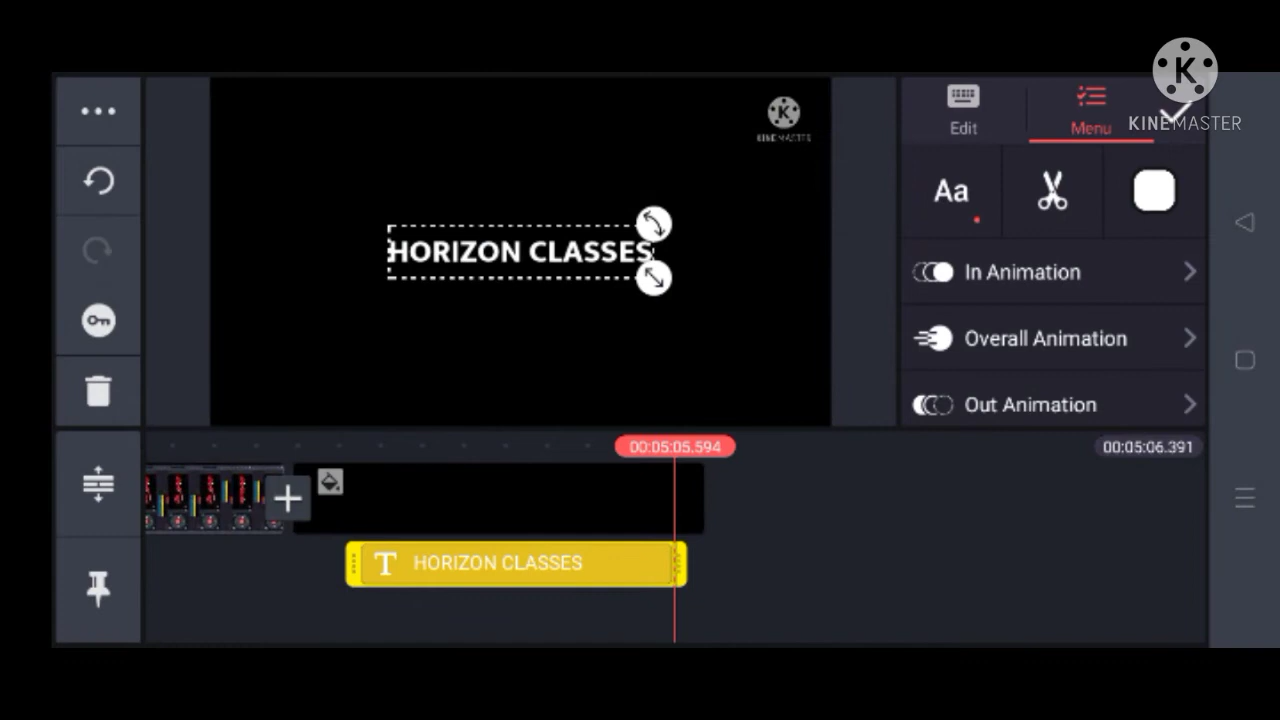 KINEMASTER
Edit
Menu
KINEMASTER
HORIZON CLASSES
Aa
In Animation
Overall Animation
Out Animation
00:05:05.594
00:05:06.391
T HORIZON CLASSES